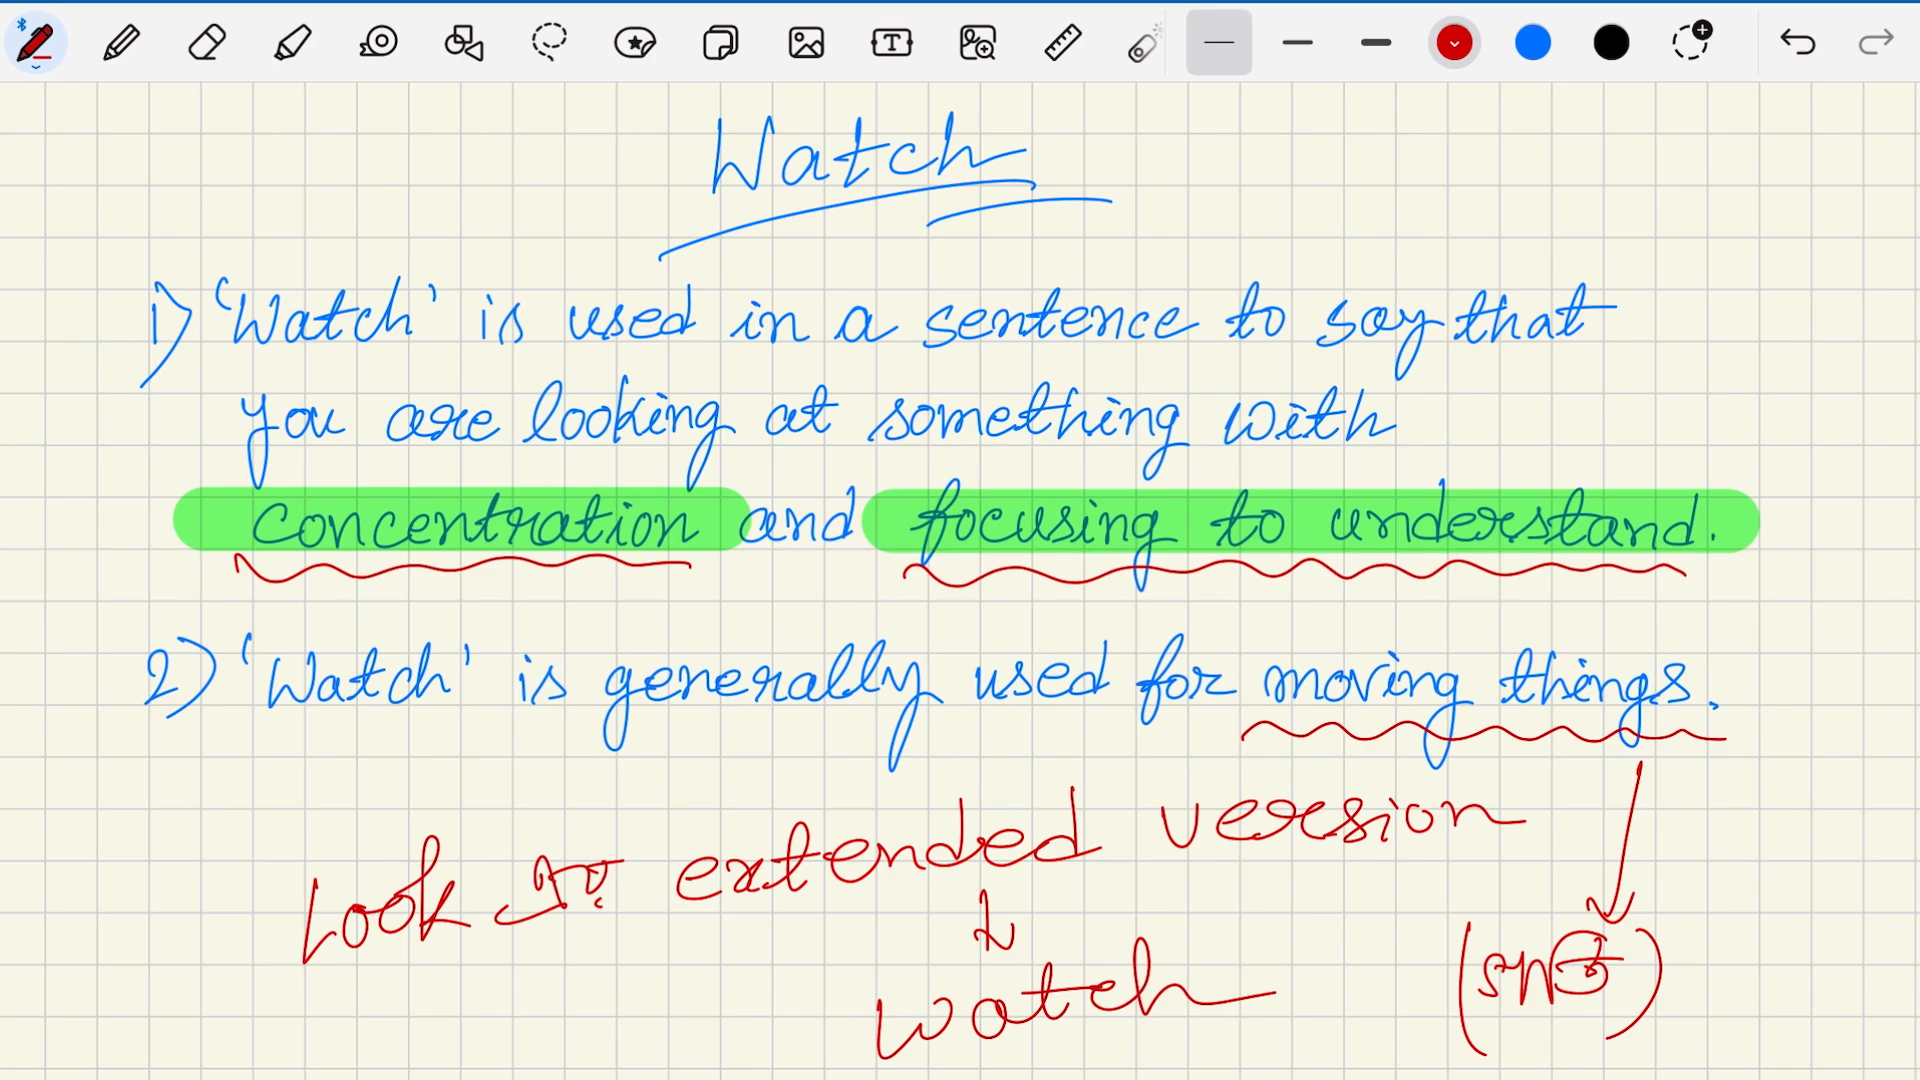 Watch
1) 'Watch' is used in a sentence to say that
you are looking at something with
concentration and focusing to understand.
2) 'Watch' is generally used for moving things.
Look का extended version
watch